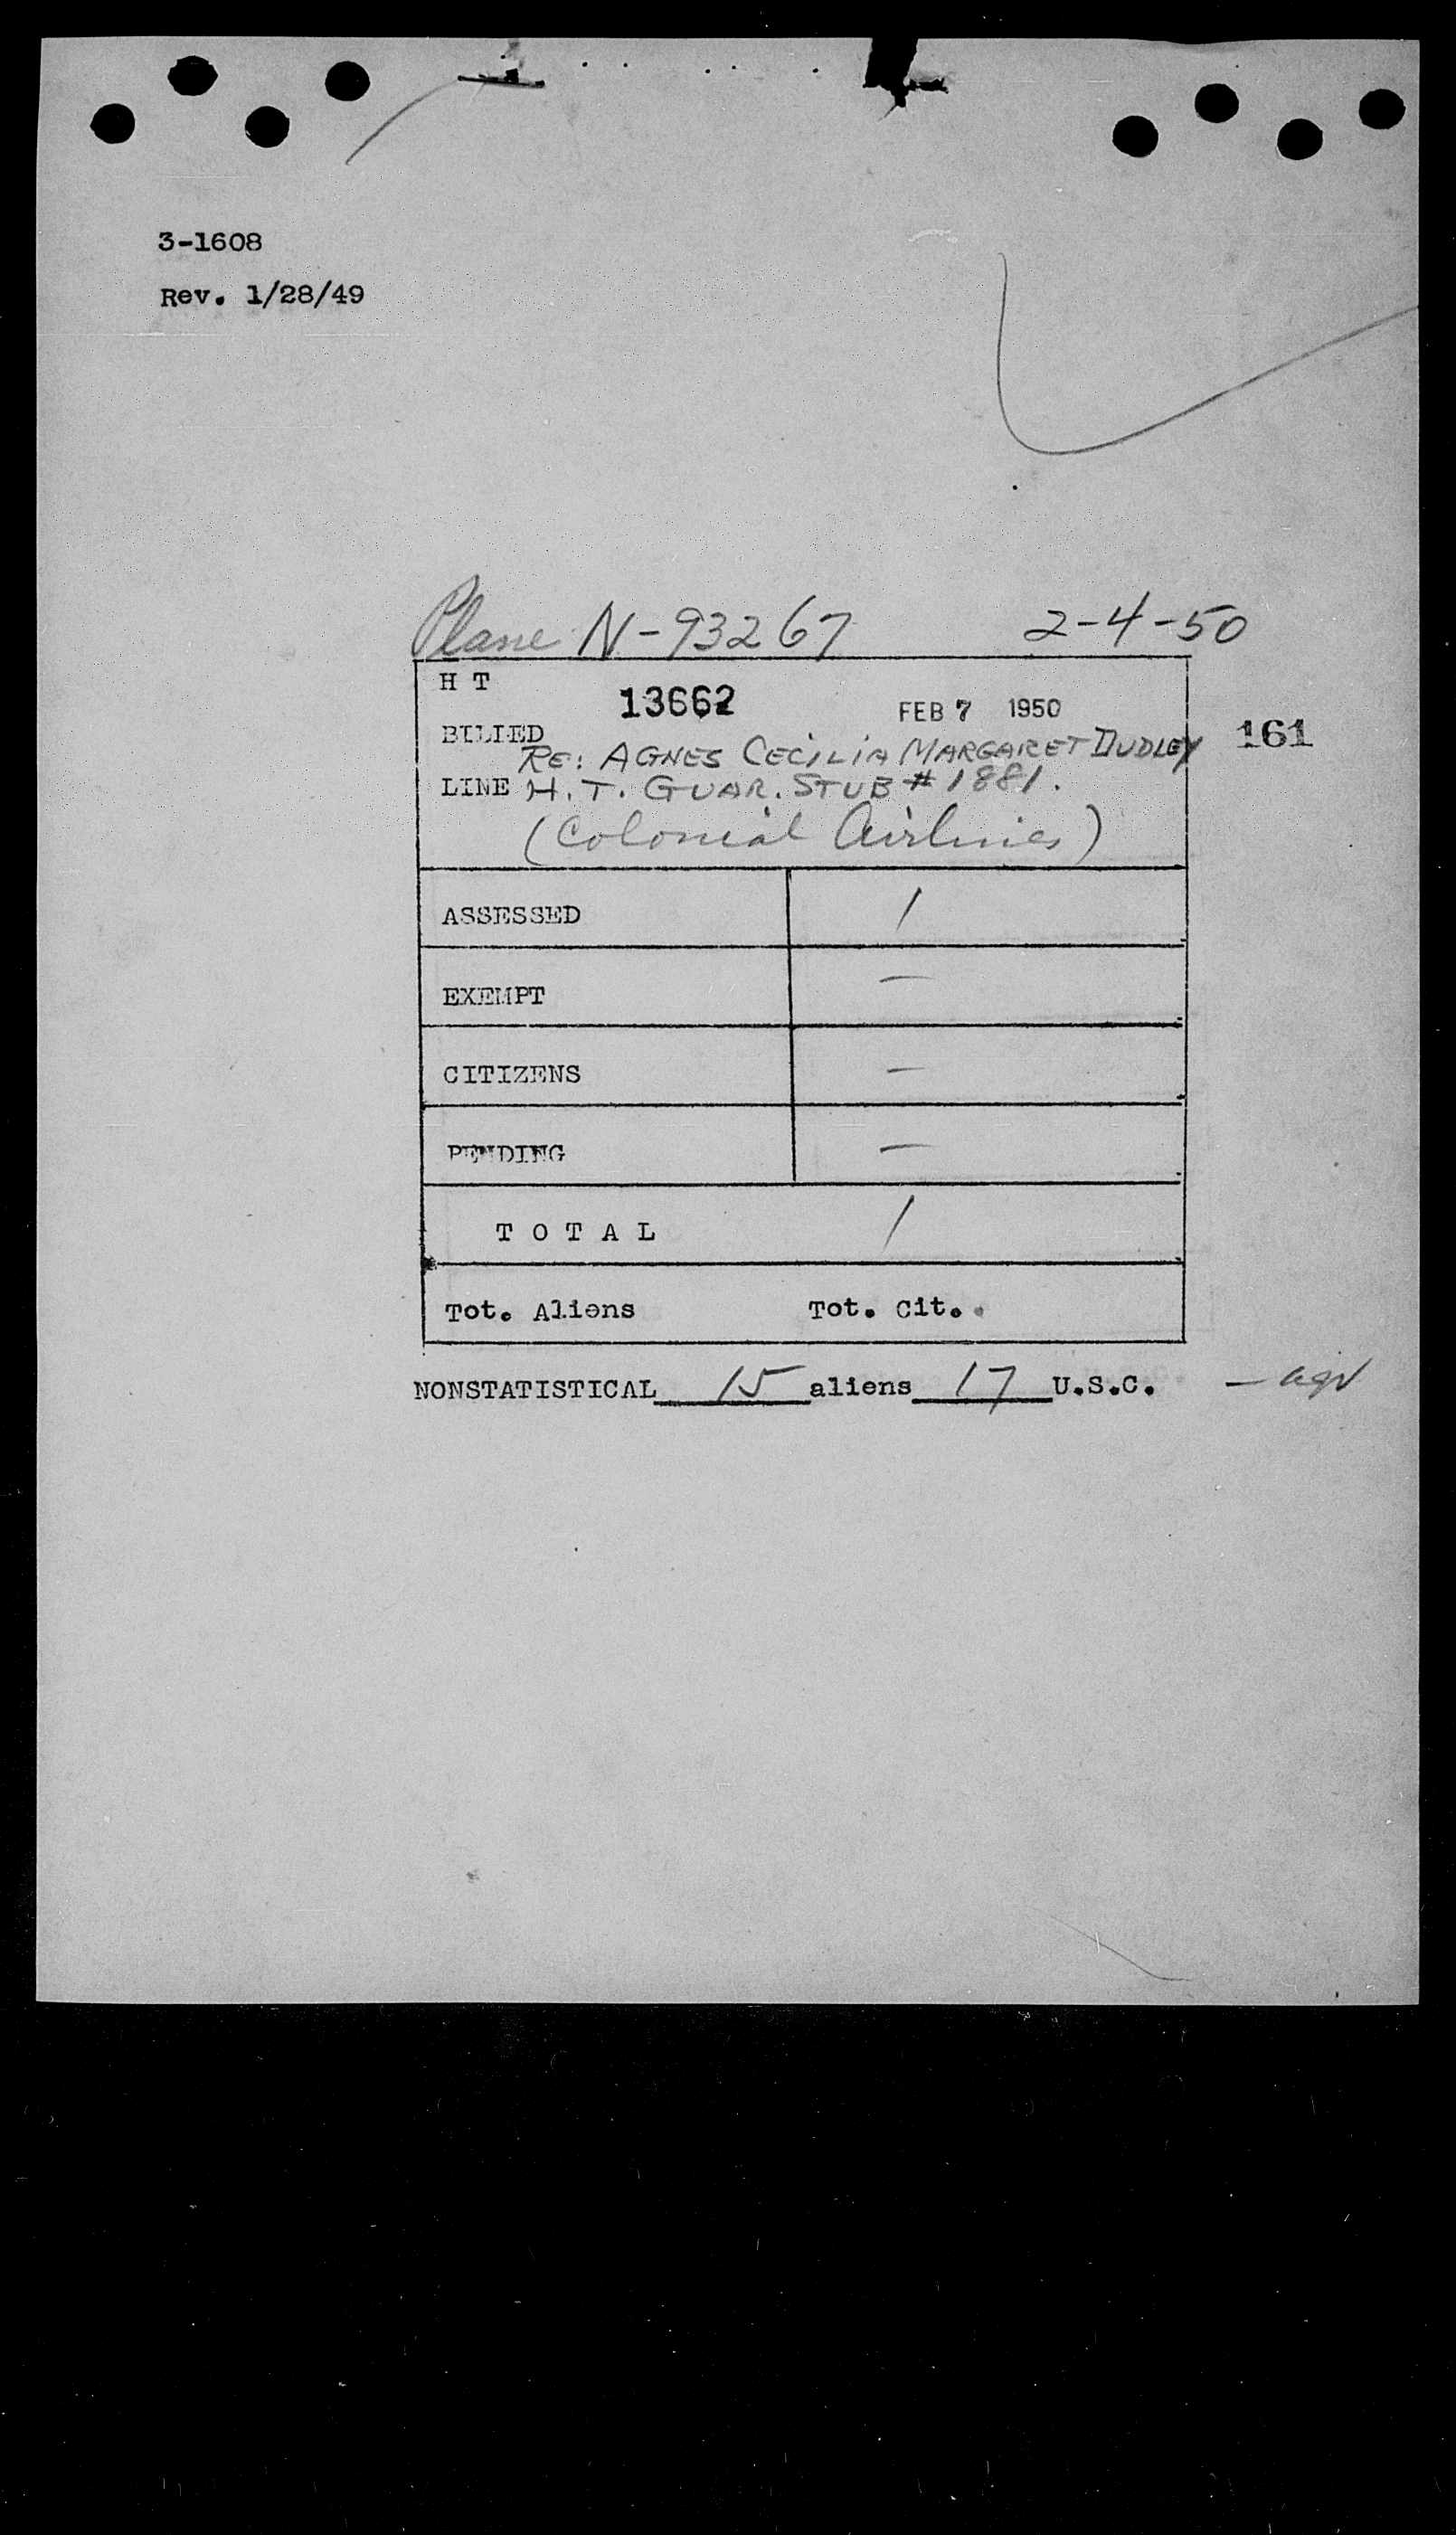 3-1608
Rev. 1/28/49
Plane N-93267 2-4-50
H T
13662 FEB 7 1950
BILLED 161
RE: AGNES CECILIA MARGARET DUDLEY
LINE H. T. GUAR. STUB # 1881.
(Colonial Airlines)
ASSESSED 1
EXEMPT —
CITIZENS —
PENDING —
T O T A L 1
Tot. Aliens Tot. Cit.
NONSTATISTICAL 15 aliens 17 U.S.C.